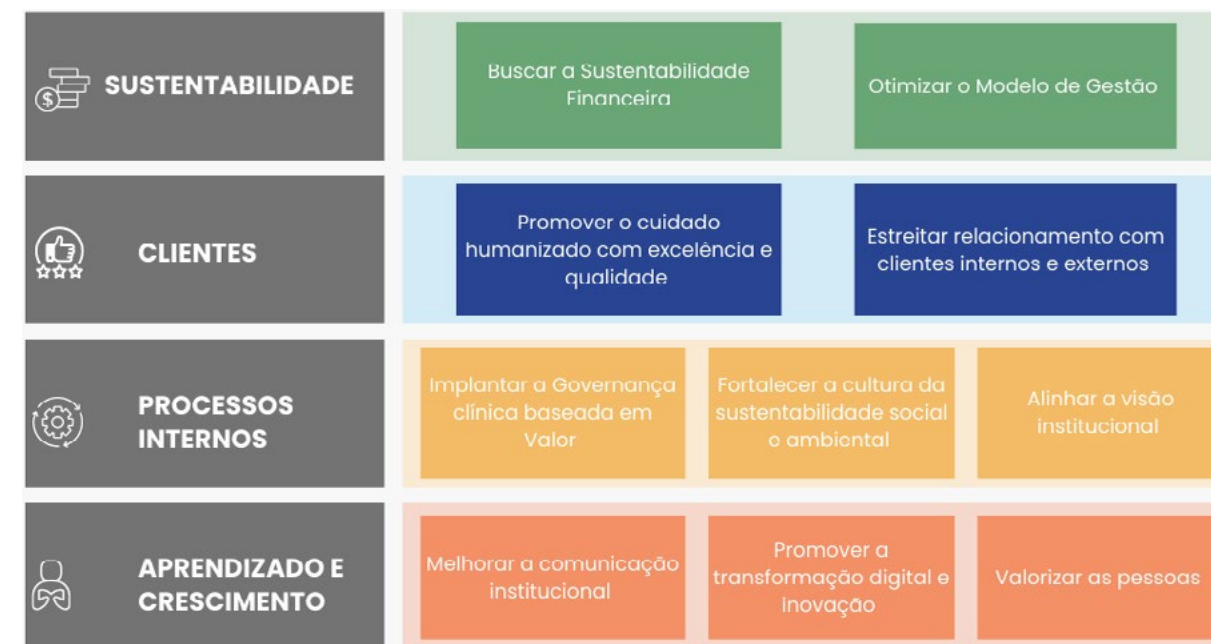 SUSTENTABILIDADE
Buscar a Sustentabilidade
Financeira
Otimizar o Modelo de Gestão
CLIENTES
Promover o cuidado
humanizado com excelência e
qualidade
Estreitar relacionamento com
clientes internos e externos
PROCESSOS
INTERNOS
Implantar a Governança
clínica baseada em
Valor
Fortalecer a cultura da
sustentabilidade social
e ambiental
Alinhar a visão
institucional
APRENDIZADO E
CRESCIMENTO
Melhorar a comunicação
institucional
Promover a
transformação digital e
inovação
Valorizar as pessoas